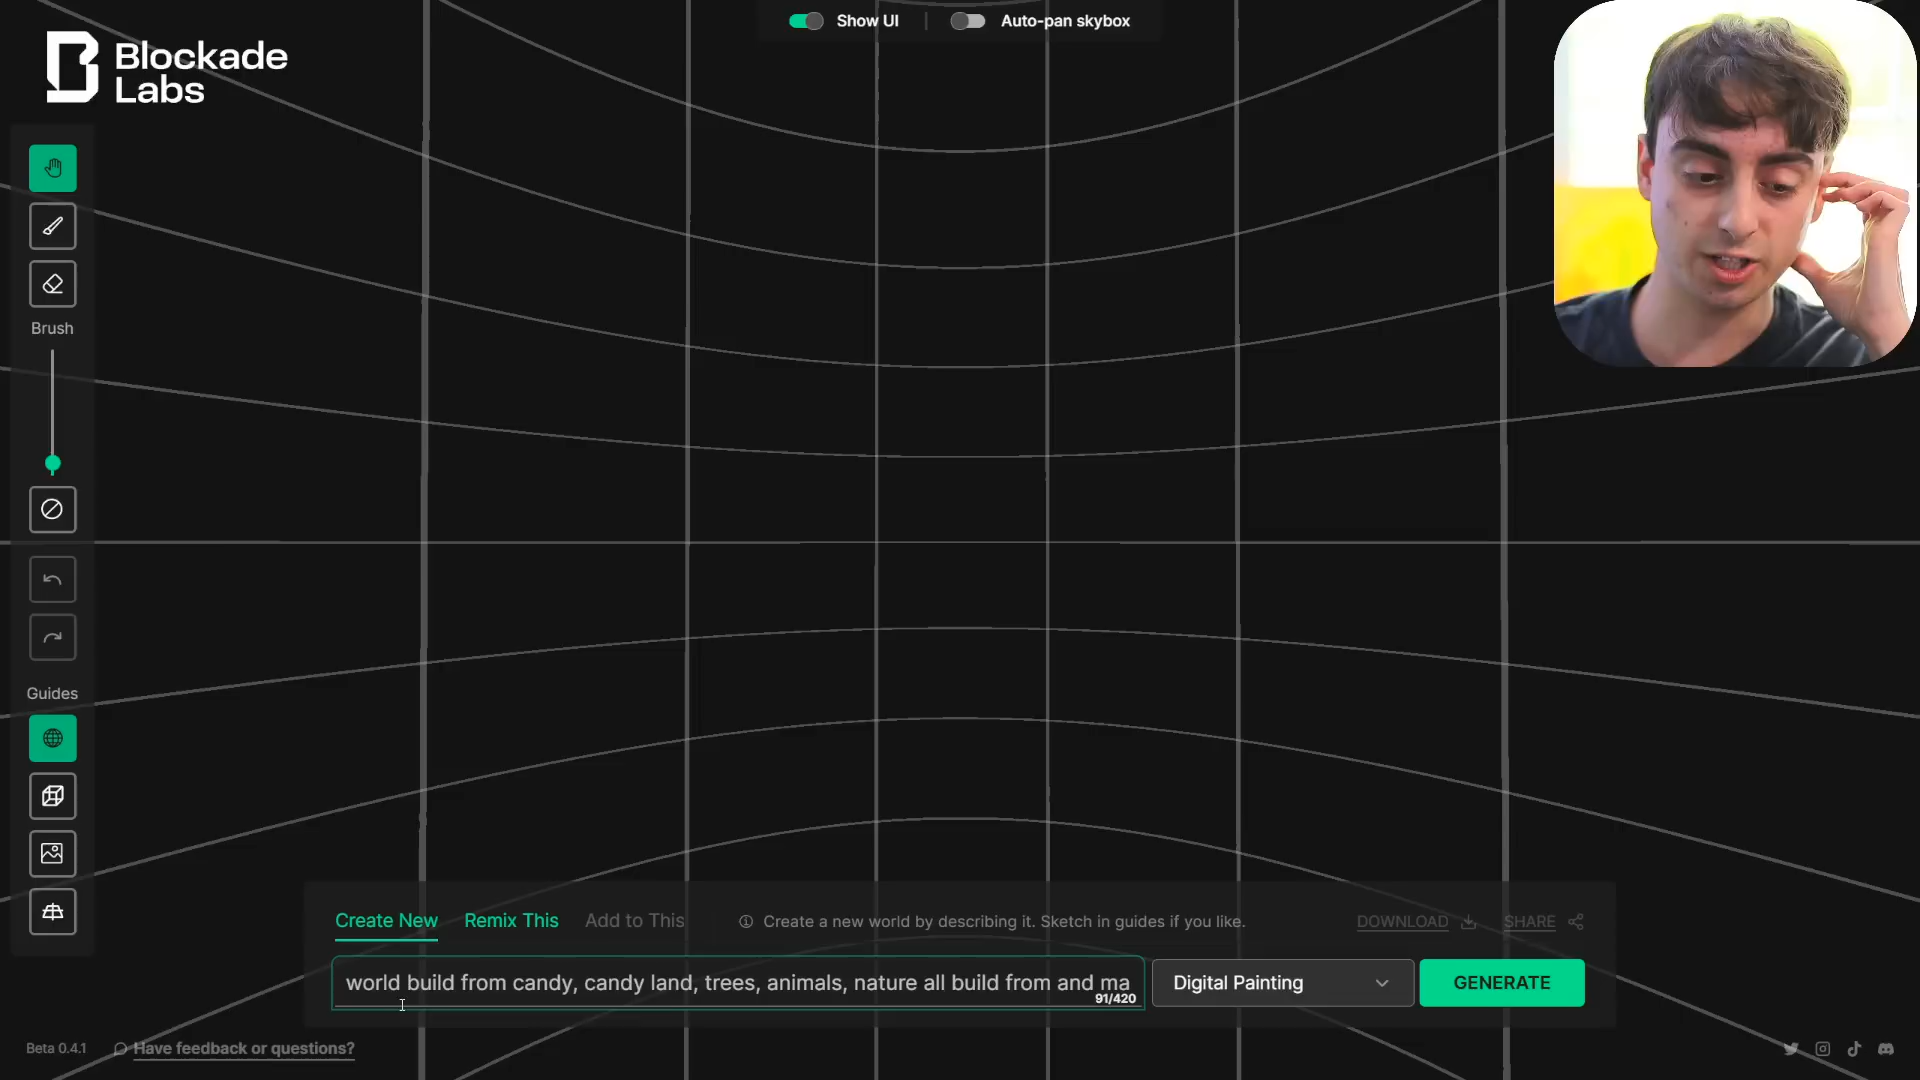 Show UI
Auto-pan skybox
Blockade
Labs
Brush
Guides
Create New
Remix This
Add to This
Create a new world by describing it. Sketch in guides if you like.
DOWNLOAD
SHARE
world build from candy, candy land, trees, animals, nature all build from and ma
91/420
Digital Painting
GENERATE
Beta 0.4.1
Have feedback or questions?